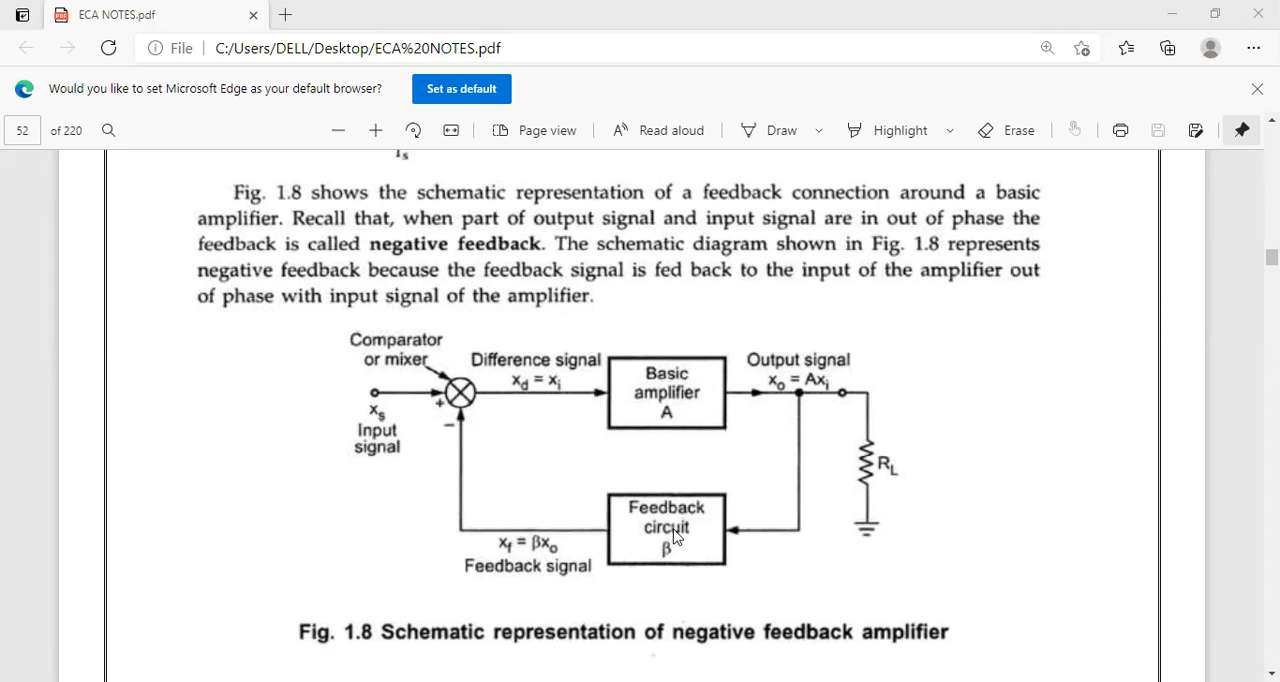 ECA NOTES.pdf
File
C:/Users/DELL/Desktop/ECA%20NOTES.pdf
Would you like to set Microsoft Edge as your default browser?
Set as default
52 of 220
Page view
Read aloud
Draw
Highlight
Erase
Is
Fig. 1.8 shows the schematic representation of a feedback connection around a basic
amplifier. Recall that, when part of output signal and input signal are in out of phase the
feedback is called negative feedback. The schematic diagram shown in Fig. 1.8 represents
negative feedback because the feedback signal is fed back to the input of the amplifier out
of phase with input signal of the amplifier.
Comparator
or mixer
Difference signal
xd = xi
Basic
amplifier
A
Output signal
xo = Axi
+
−
xs
Input
signal
RL
Feedback
circuit
β
xf = βxo
Feedback signal
Fig. 1.8 Schematic representation of negative feedback amplifier